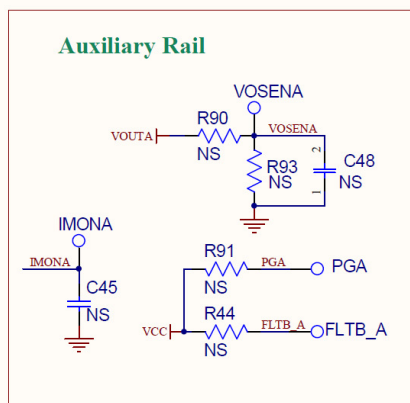 Auxiliary Rail
VOSENA
R90
VOUTA
VOSENA
NS
R93
NS
2
1
C48
NS
IMONA
IMONA
C45
NS
R91
PGA
PGA
NS
VCC
R44
FLTB_A
FLTB_A
NS